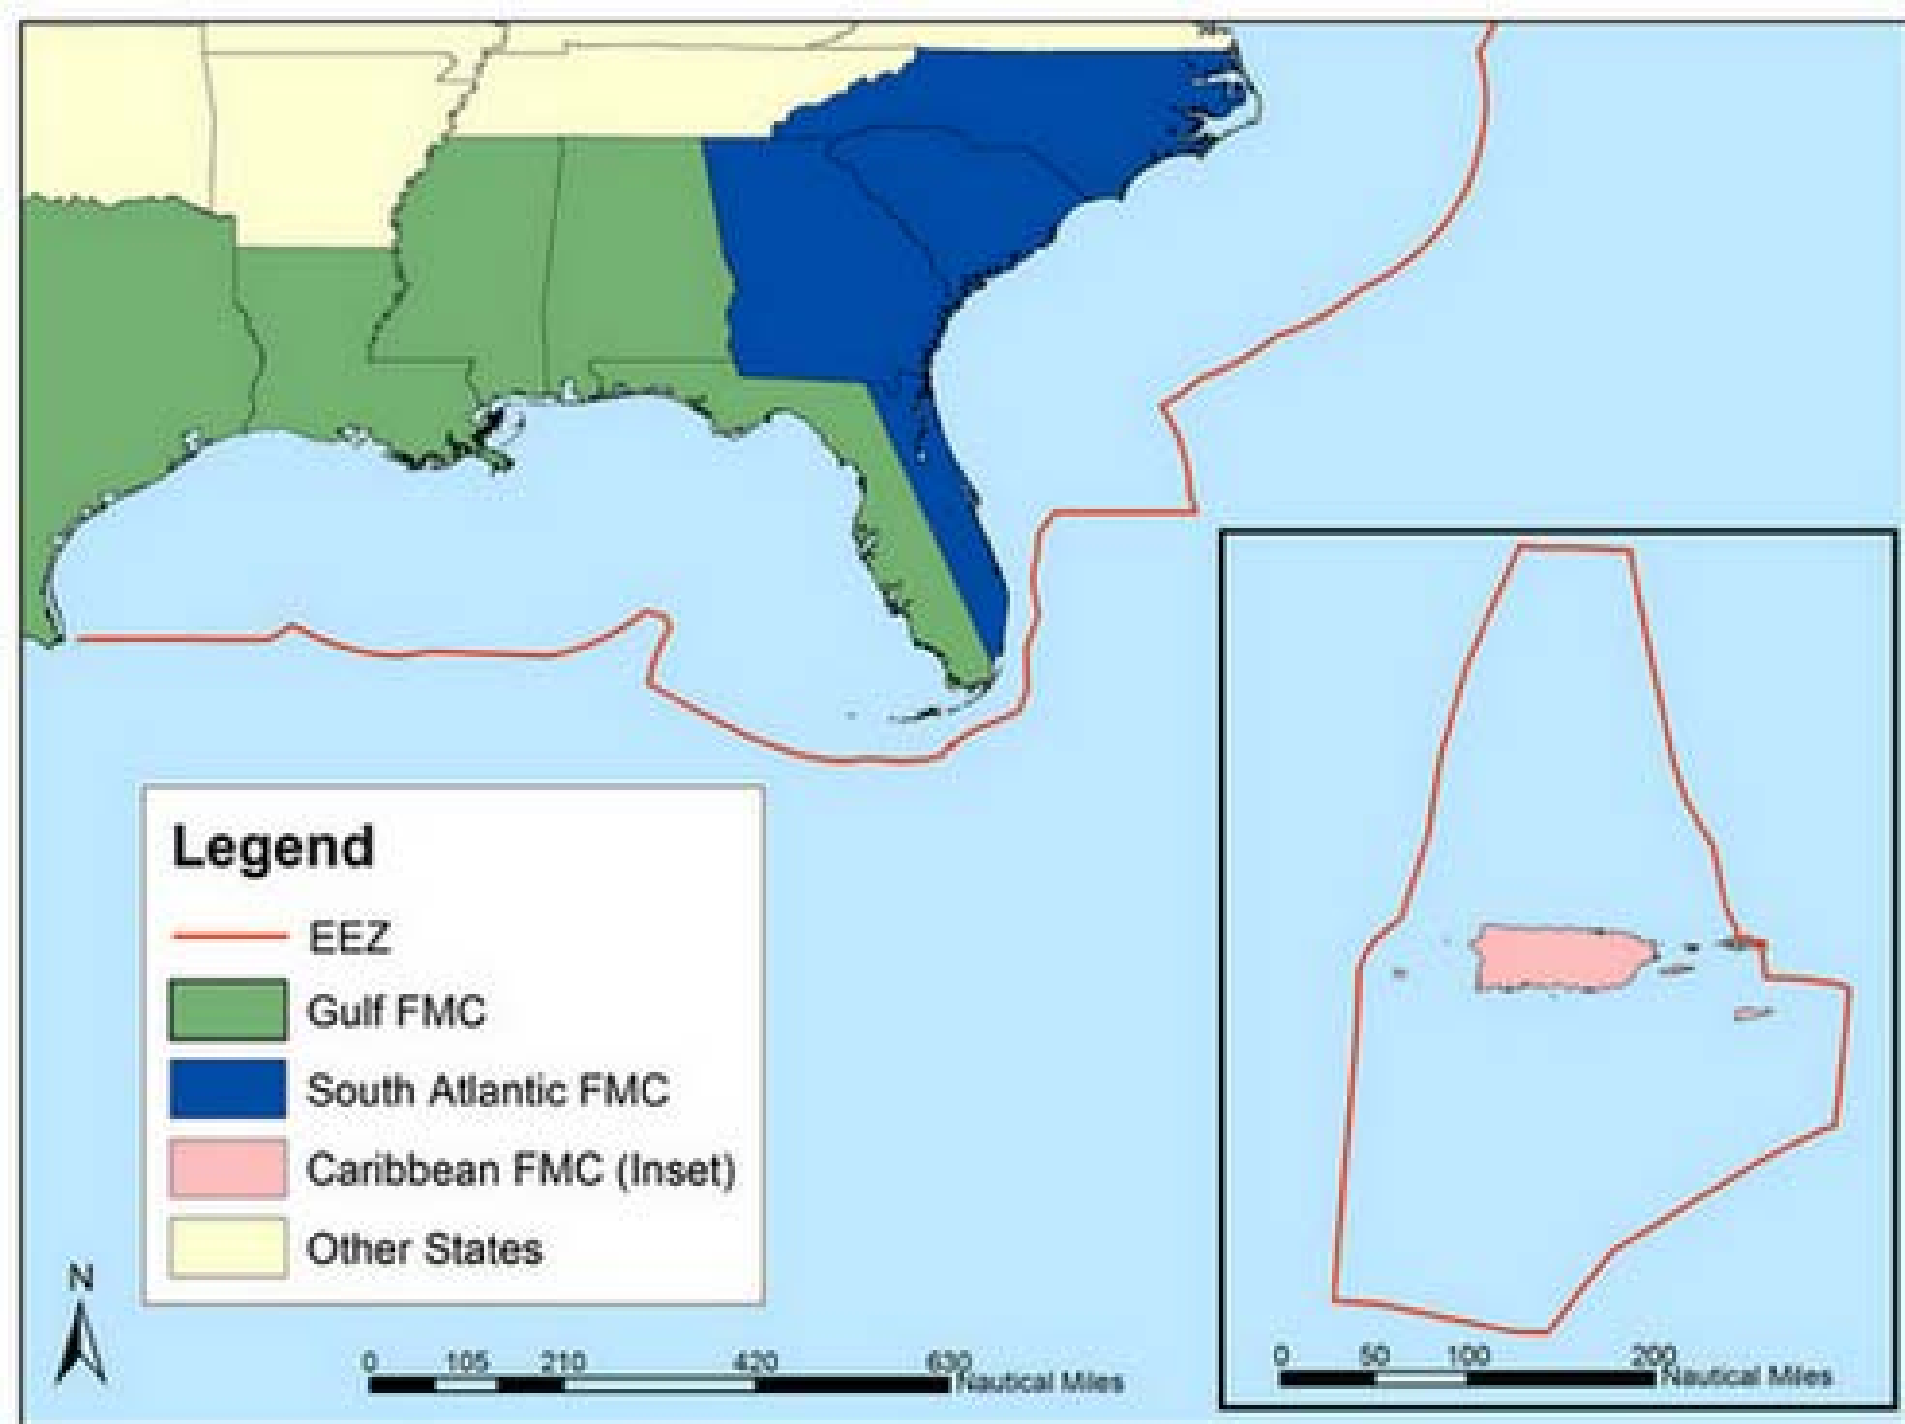 Legend
EEZ
Gulf FMC
South Atlantic FMC
Caribbean FMC (Inset)
Other States
N
0 105 210 420 630
Nautical Miles
0 50 100 200
Nautical Miles